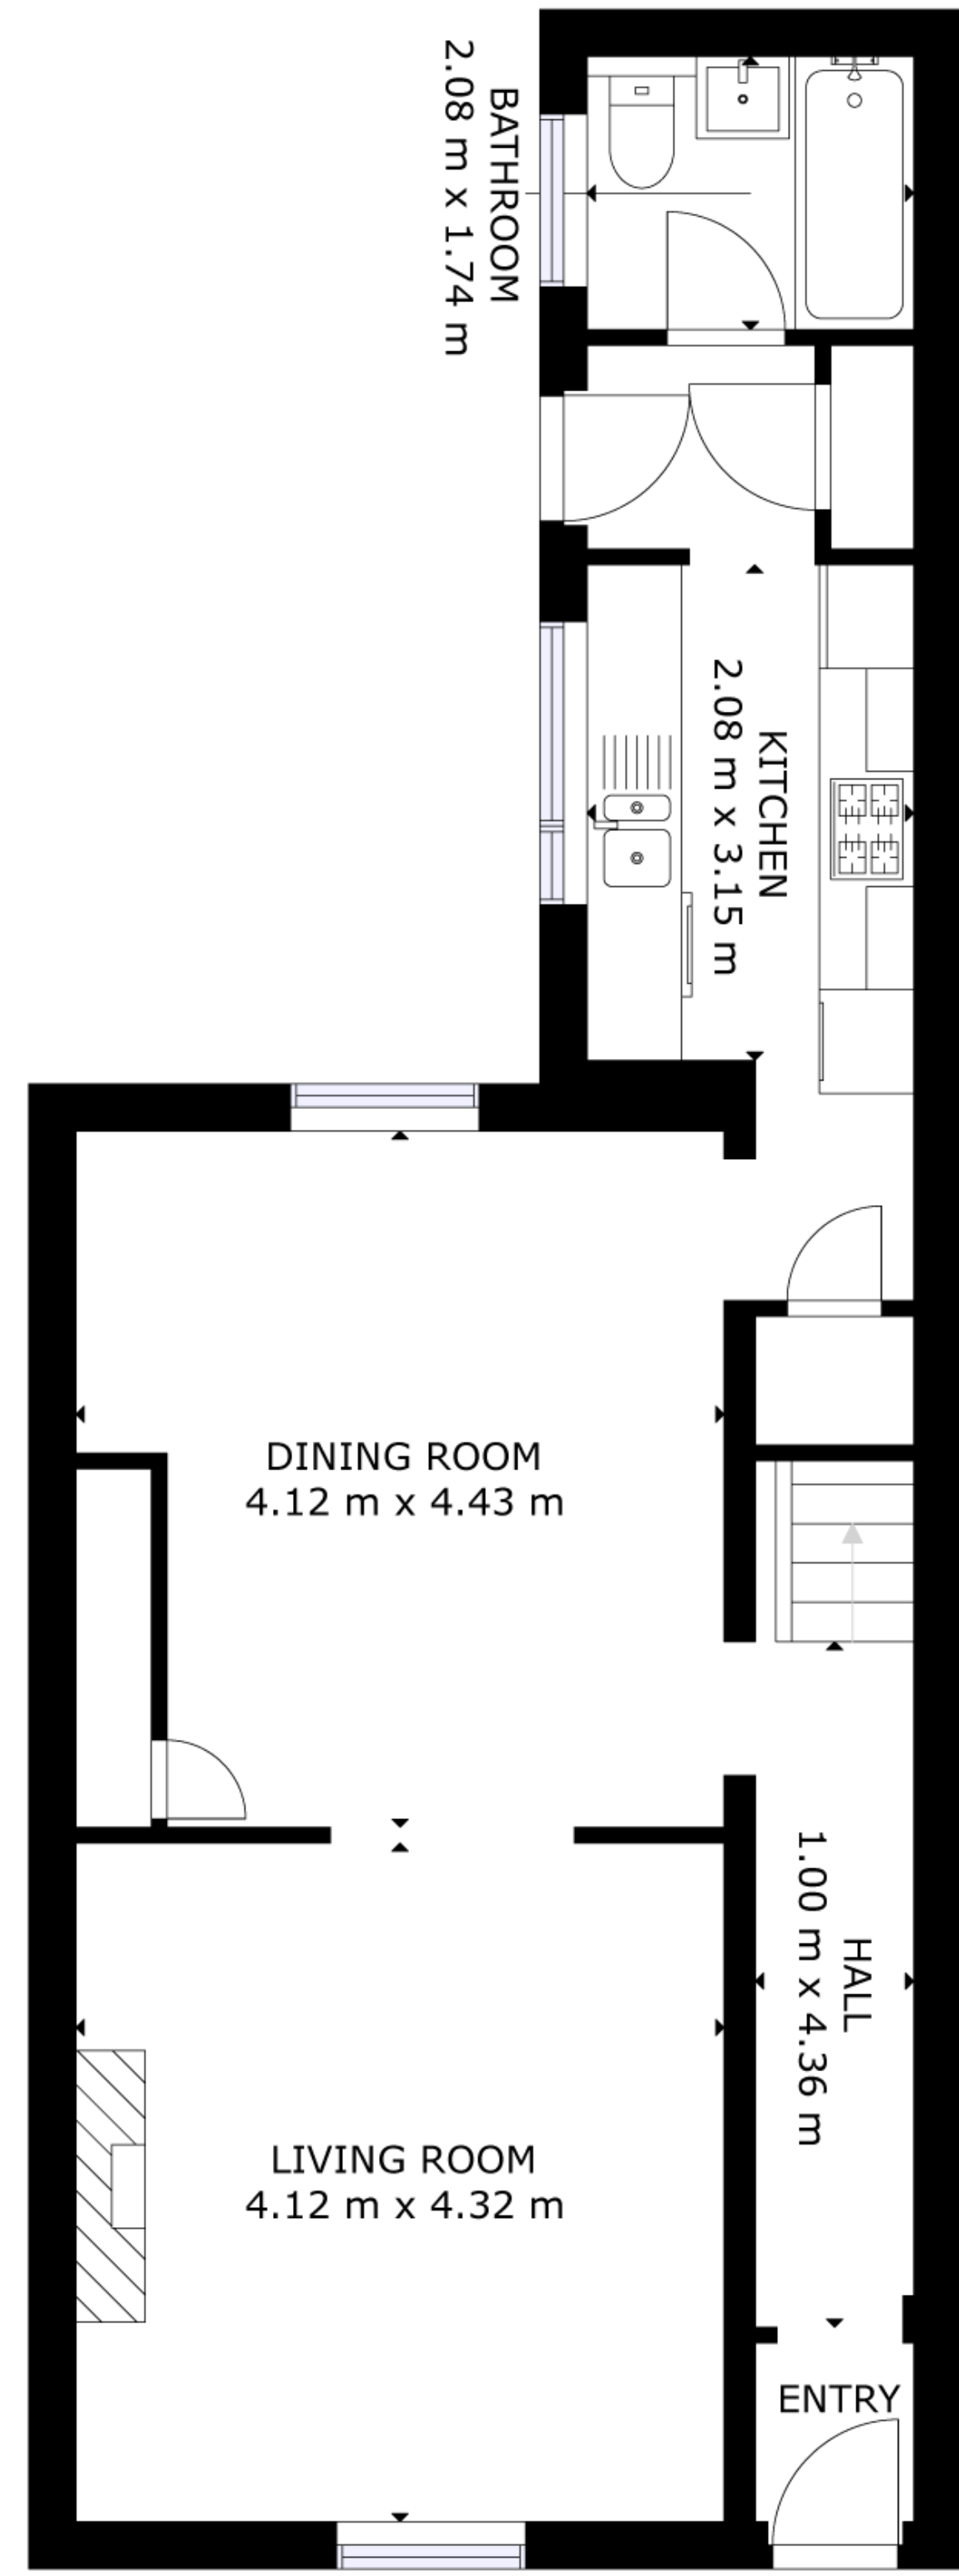 BATHROOM
2.08 m x 1.74 m
KITCHEN
2.08 m x 3.15 m
DINING ROOM
4.12 m x 4.43 m
HALL
1.00 m x 4.36 m
LIVING ROOM
4.12 m x 4.32 m
ENTRY